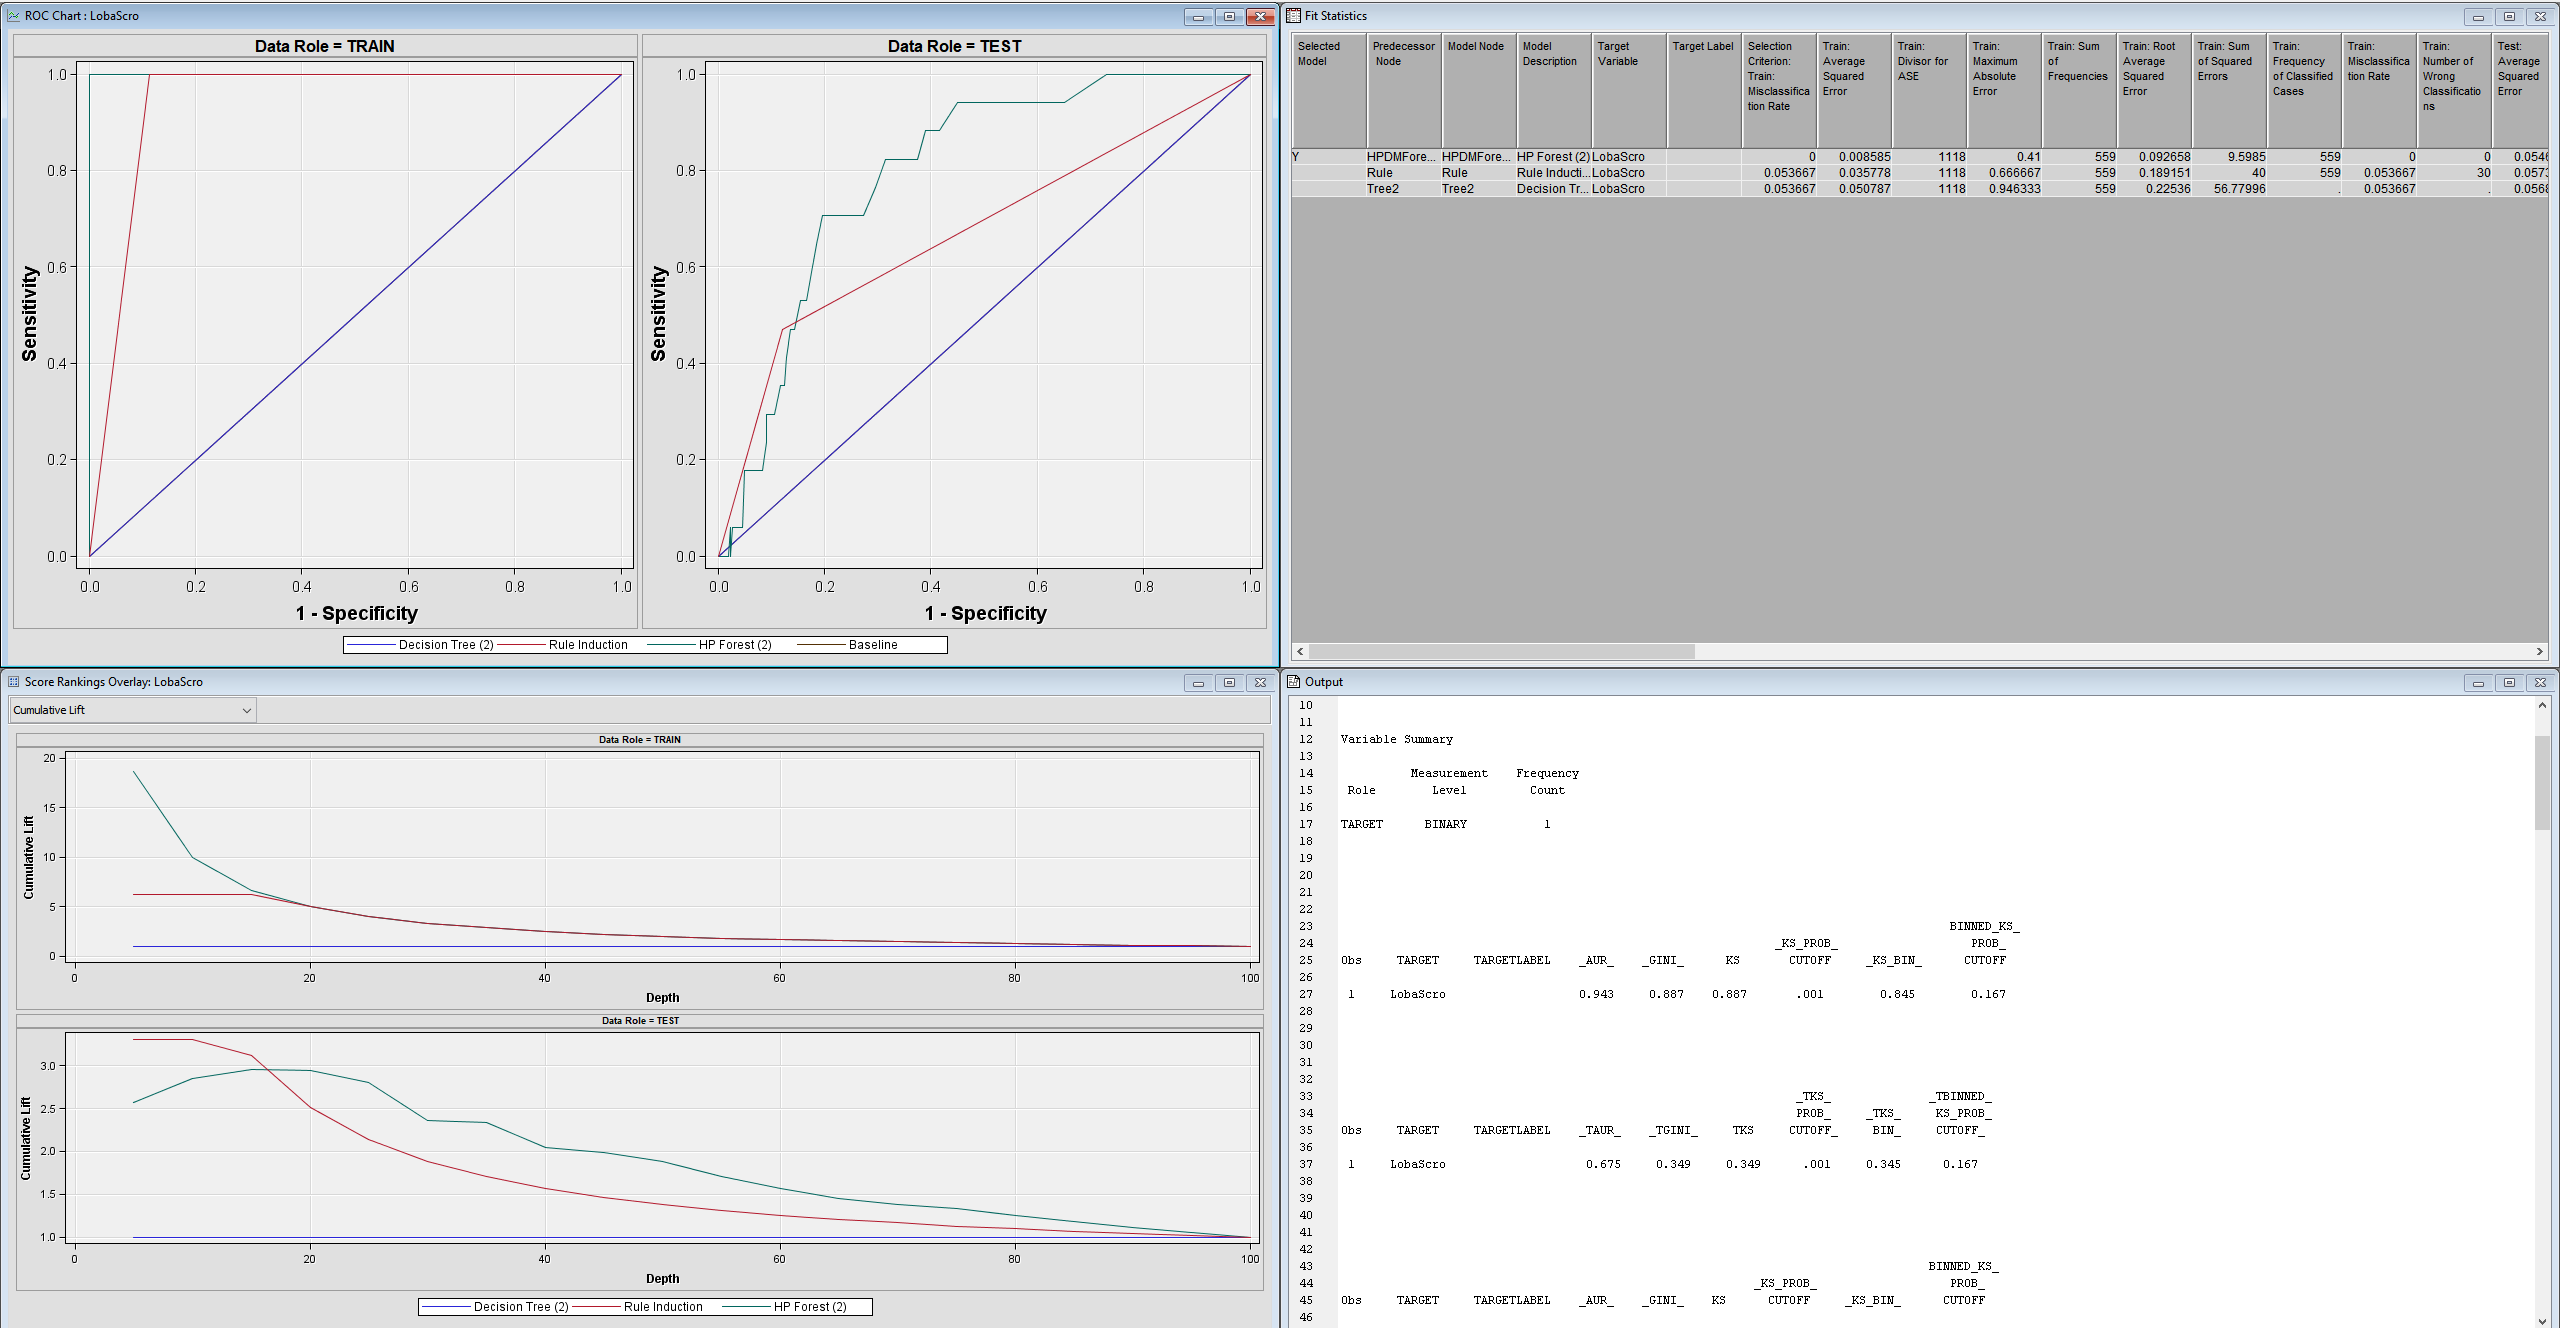 ROC Chart : LobaScro
Data Role = TRAIN
Data Role = TEST
1.0
0.8
0.6
0.4
0.2
0.0
Sensitivity
0.0 0.2 0.4 0.6 0.8 1.0
1 - Specificity
1.0
0.8
0.6
0.4
0.2
0.0
Sensitivity
0.0 0.2 0.4 0.6 0.8 1.0
1 - Specificity
Decision Tree (2) Rule Induction HP Forest (2) Baseline
Fit Statistics
Selected Model
Predecessor Node
Model Node
Model Description
Target Variable
Target Label
Selection Criterion: Train: Misclassifica tion Rate
Train: Average Squared Error
Train: Divisor for ASE
Train: Maximum Absolute Error
Train: Sum of Frequencies
Train: Root Average Squared Error
Train: Sum of Squared Errors
Train: Frequency of Classified Cases
Train: Misclassifica tion Rate
Train: Number of Wrong Classificatio ns
Test: Average Squared Error
Y HPDMFore... HPDMFore... HP Forest (2) LobaScro 0 0.008585 1118 0.41 559 0.092658 9.5985 559 0 0 0.054
Rule Rule Rule Inducti... LobaScro 0.053667 0.035778 1118 0.666667 559 0.189151 40 559 0.053667 30 0.057
Tree2 Tree2 Decision Tr... LobaScro 0.053667 0.050787 1118 0.946333 559 0.22536 56.77996 . 0.053667 . 0.056
Score Rankings Overlay: LobaScro
Cumulative Lift
Data Role = TRAIN
20
15
10
5
0
Cumulative Lift
0 20 40 60 80 100
Depth
Data Role = TEST
3.0
2.5
2.0
1.5
1.0
Cumulative Lift
0 20 40 60 80 100
Depth
Decision Tree (2) Rule Induction HP Forest (2)
Output
10
11
12 Variable Summary
13
14 Measurement Frequency
15 Role Level Count
16
17 TARGET BINARY 1
18
19
20
21
22
23 BINNED_KS_
24 _KS_PROB_ PROB_
25 Obs TARGET TARGETLABEL _AUR_ _GINI_ KS CUTOFF _KS_BIN_ CUTOFF
26
27 1 LobaScro 0.943 0.887 0.887 .001 0.845 0.167
28
29
30
31
32
33 _TKS_ _TBINNED_
34 PROB_ _TKS_ KS_PROB_
35 Obs TARGET TARGETLABEL _TAUR_ _TGINI_ TKS CUTOFF_ BIN_ CUTOFF_
36
37 1 LobaScro 0.675 0.349 0.349 .001 0.345 0.167
38
39
40
41
42
43 BINNED_KS_
44 _KS_PROB_ PROB_
45 Obs TARGET TARGETLABEL _AUR_ _GINI_ KS CUTOFF _KS_BIN_ CUTOFF
46